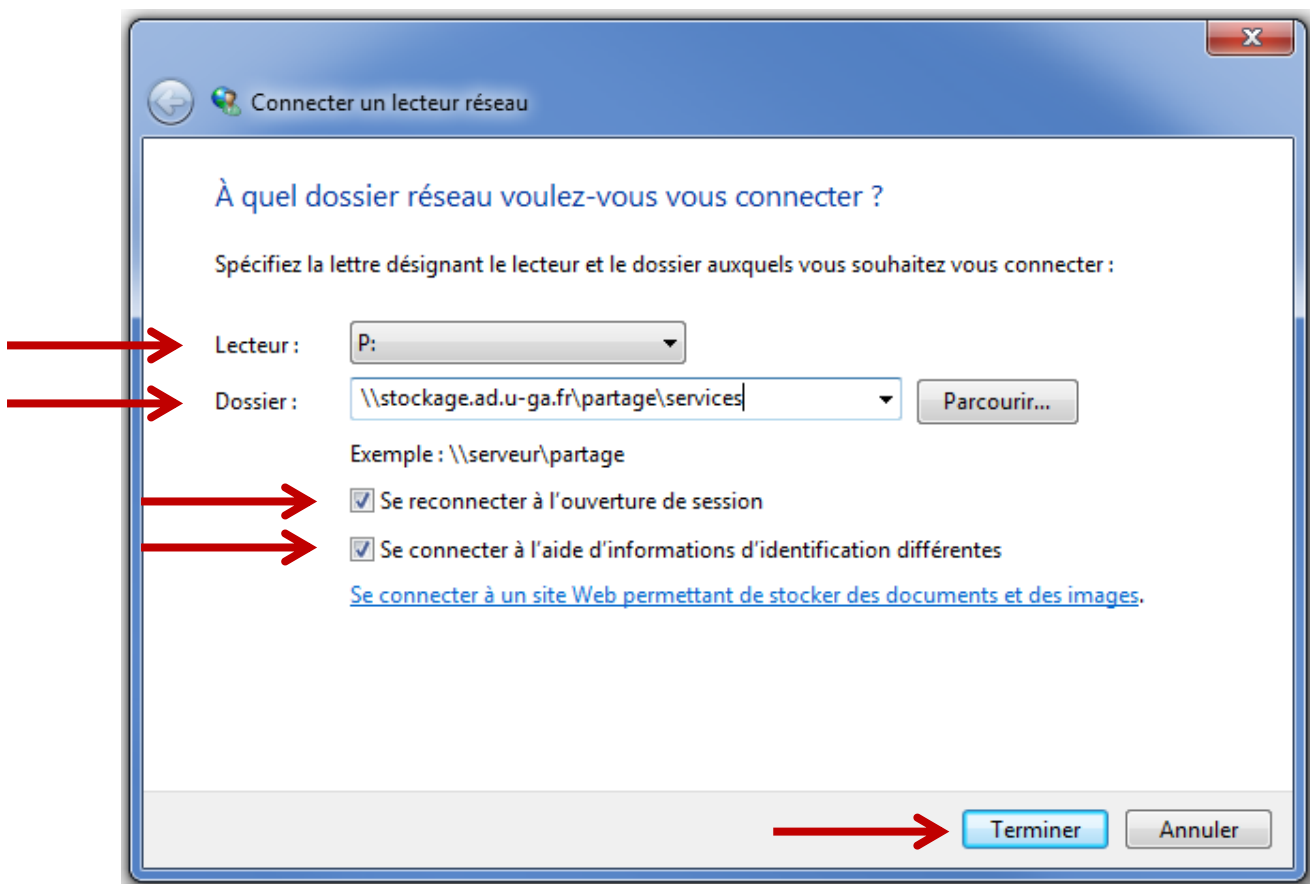 Connecter un lecteur réseau
À quel dossier réseau voulez-vous vous connecter ?
Spécifiez la lettre désignant le lecteur et le dossier auxquels vous souhaitez vous connecter :
Lecteur : P:
Dossier : \\stockage.ad.u-ga.fr\partage\services Parcourir...
Exemple : \\serveur\partage
Se reconnecter à l'ouverture de session
Se connecter à l'aide d'informations d'identification différentes
Se connecter à un site Web permettant de stocker des documents et des images.
Terminer Annuler